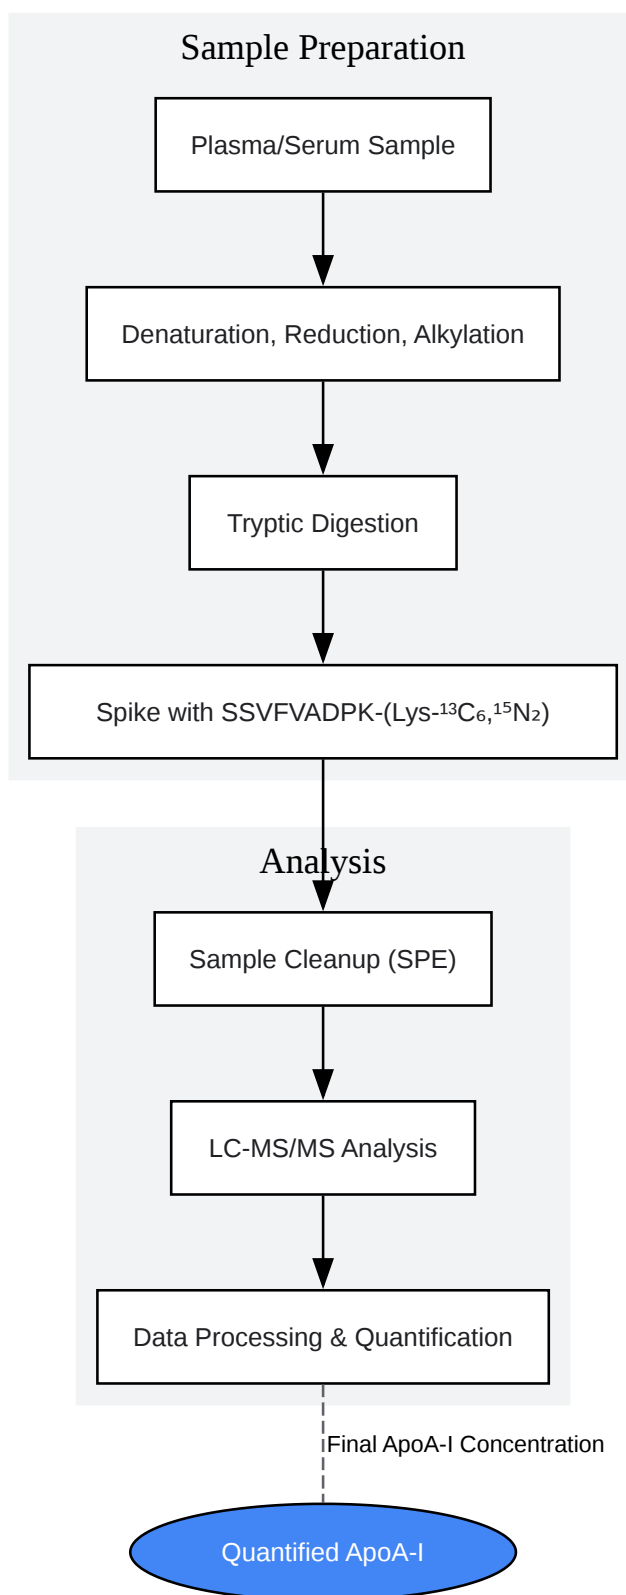 Sample Preparation
Plasma/Serum Sample
Denaturation, Reduction, Alkylation
Tryptic Digestion
Spike with SSVFVADPK-(Lys-¹³C₆,¹⁵N₂)
Analysis
Sample Cleanup (SPE)
LC-MS/MS Analysis
Data Processing & Quantification
Final ApoA-I Concentration
Quantified ApoA-I